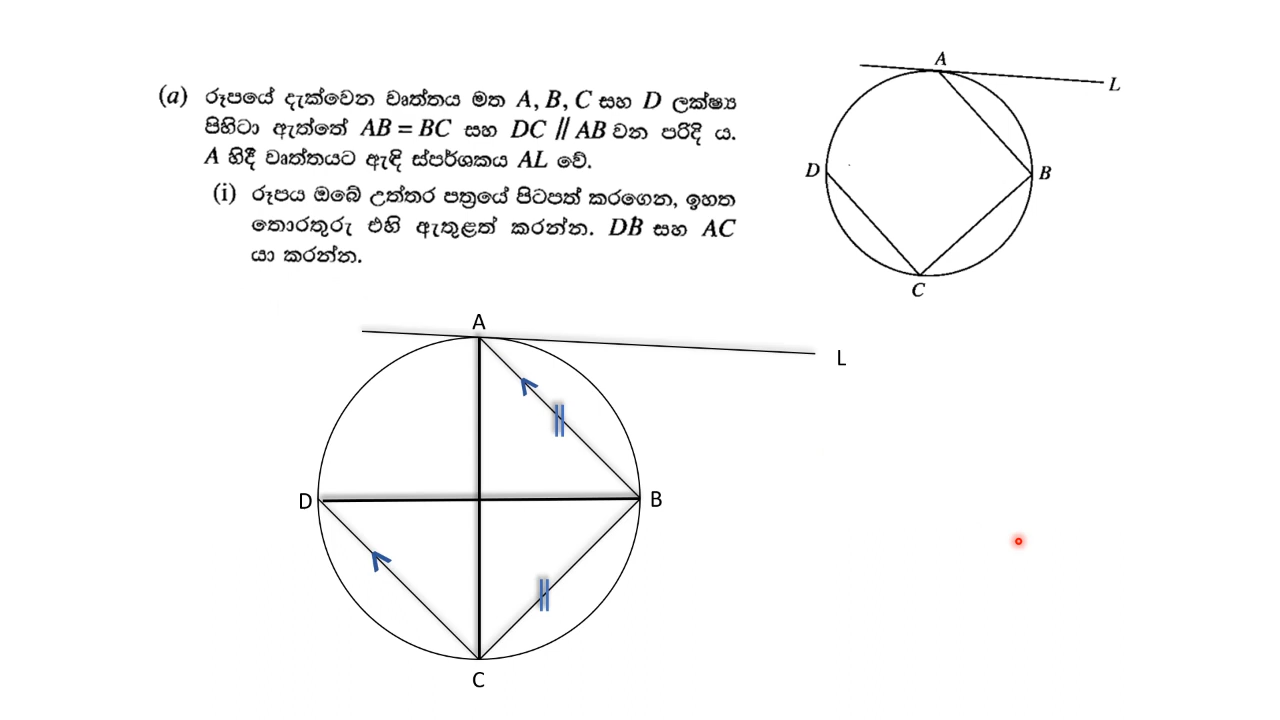 (a) රූපයේ දැක්වෙන වෘත්තය මත A, B, C සහ D ලක්ෂ්‍ය
පිහිටා ඇත්තේ AB = BC සහ DC // AB වන පරිදි ය.
A හිදී වෘත්තයට ඇඳි ස්පර්ශකය AL වේ.
(i) රූපය ඔබේ උත්තර පත්‍රයේ පිටපත් කරගෙන, ඉහත
තොරතුරු එහි ඇතුළත් කරන්න. DB සහ AC
යා කරන්න.
A
L
D
B
C
A
L
D
B
C